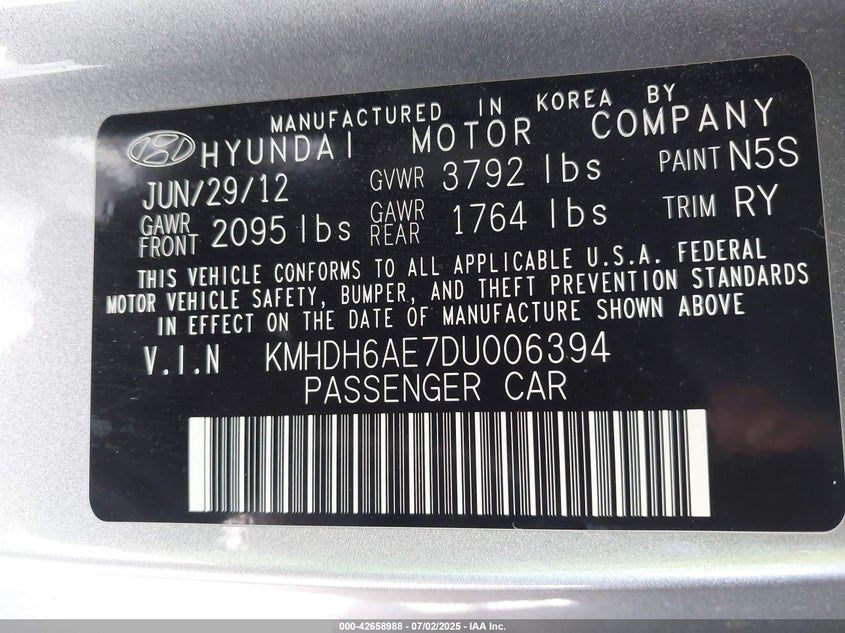 MANUFACTURED IN KOREA BY
HYUNDAI MOTOR COMPANY
JUN/29/12 GVWR 3792 lbs PAINT N5S
GAWR FRONT 2095 lbs GAWR REAR 1764 lbs TRIM RY
THIS VEHICLE CONFORMS TO ALL APPLICABLE U.S.A. FEDERAL
MOTOR VEHICLE SAFETY, BUMPER, AND THEFT PREVENTION STANDARDS
IN EFFECT ON THE DATE OF MANUFACTURE SHOWN ABOVE
V.I.N KMHDH6AE7DU006394
PASSENGER CAR
000-42658988 - 07/02/2025 - IAA Inc.